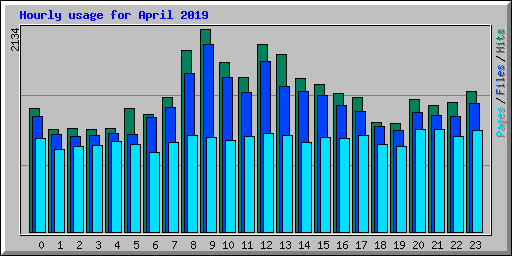 Hourly usage for April 2019
2134
Pages / Files / Hits
0 1 2 3 4 5 6 7 8 9 10 11 12 13 14 15 16 17 18 19 20 21 22 23